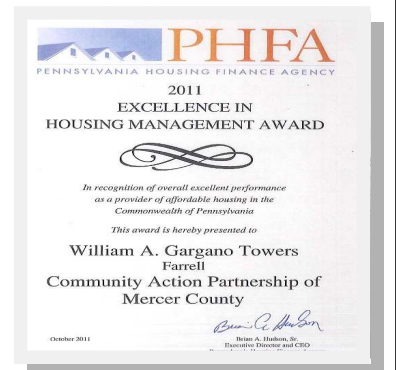 PHFA
PENNSYLVANIA HOUSING FINANCE AGENCY
2011
EXCELLENCE IN
HOUSING MANAGEMENT AWARD
In recognition of overall excellent performance
as a provider of affordable housing in the
Commonwealth of Pennsylvania
This award is hereby presented to
William A. Gargano Towers
Farrell
Community Action Partnership of
Mercer County
October 2011
Brian A. Hudson, Sr.
Executive Director and CEO